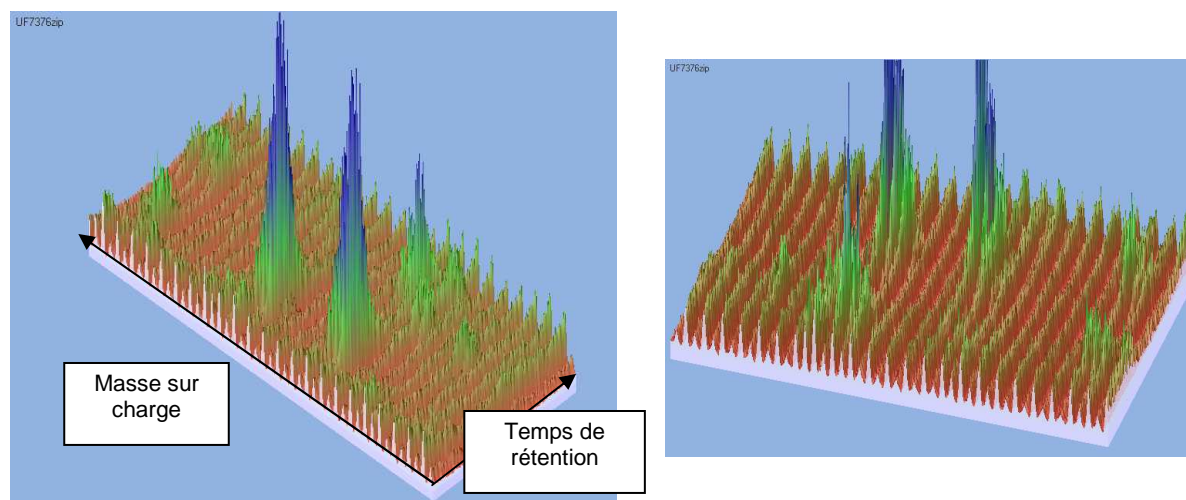 UF7376zip
UF7376zip
Masse sur
charge
Temps de
rétention